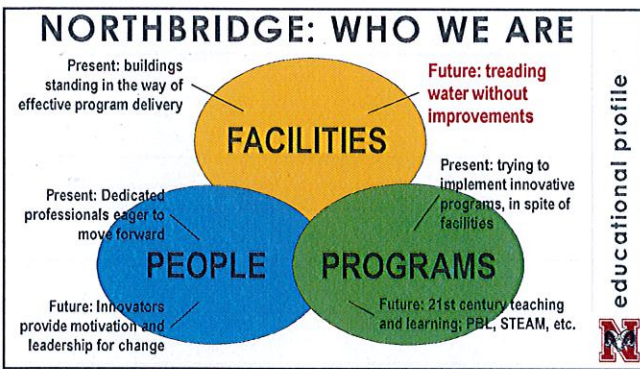 NORTHBRIDGE: WHO WE ARE
Present: buildings
standing in the way of
effective program delivery
Future: treading
water without
improvements
FACILITIES
Present: Dedicated
professionals eager to
move forward
Present: trying to
implement innovative
programs, in spite of
facilities
PEOPLE
PROGRAMS
Future: Innovators
provide motivation and
leadership for change
Future: 21st century teaching
and learning; PBL, STEAM, etc.
educational profile
N